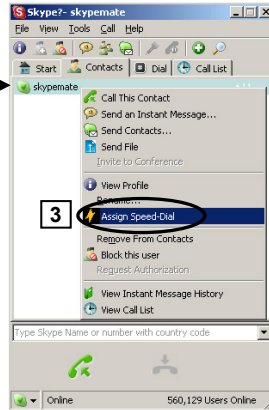 Skype?- skypemate
File View Tools Call Help
Start Contacts Dial Call List
skypemate
Call This Contact
Send an Instant Message...
Send Contacts...
Send File
Invite to Conference
View Profile
Rename...
3
Assign Speed-Dial
Remove From Contacts
Block this user
Request Authorization
View Instant Message History
View Call List
Type Skype Name or number with country code
Online 560,129 Users Online